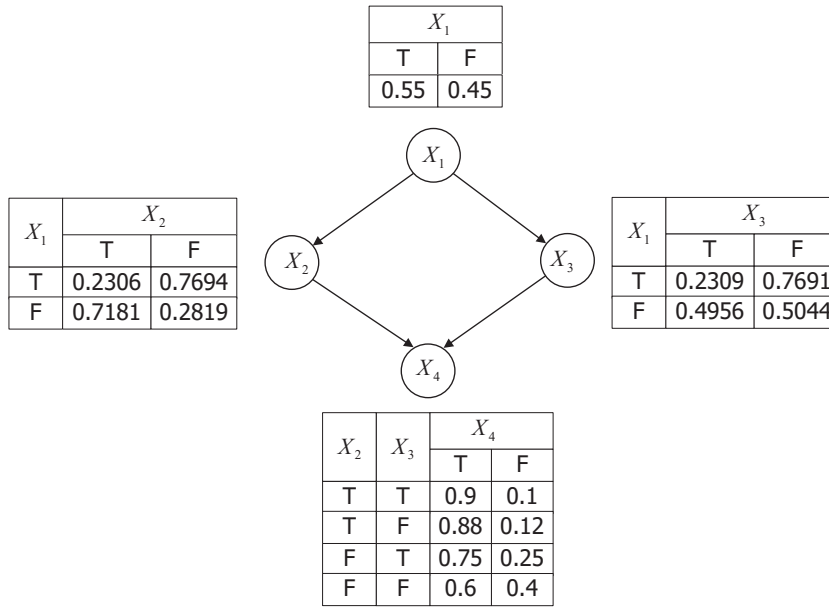 X₁
T F
0.55 0.45
X₁
X₁ X₂
T F
T 0.2306 0.7694
F 0.7181 0.2819
X₂
X₃
X₁ X₃
T F
T 0.2309 0.7691
F 0.4956 0.5044
X₄
X₂ X₃ X₄
T F
T T 0.9 0.1
T F 0.88 0.12
F T 0.75 0.25
F F 0.6 0.4